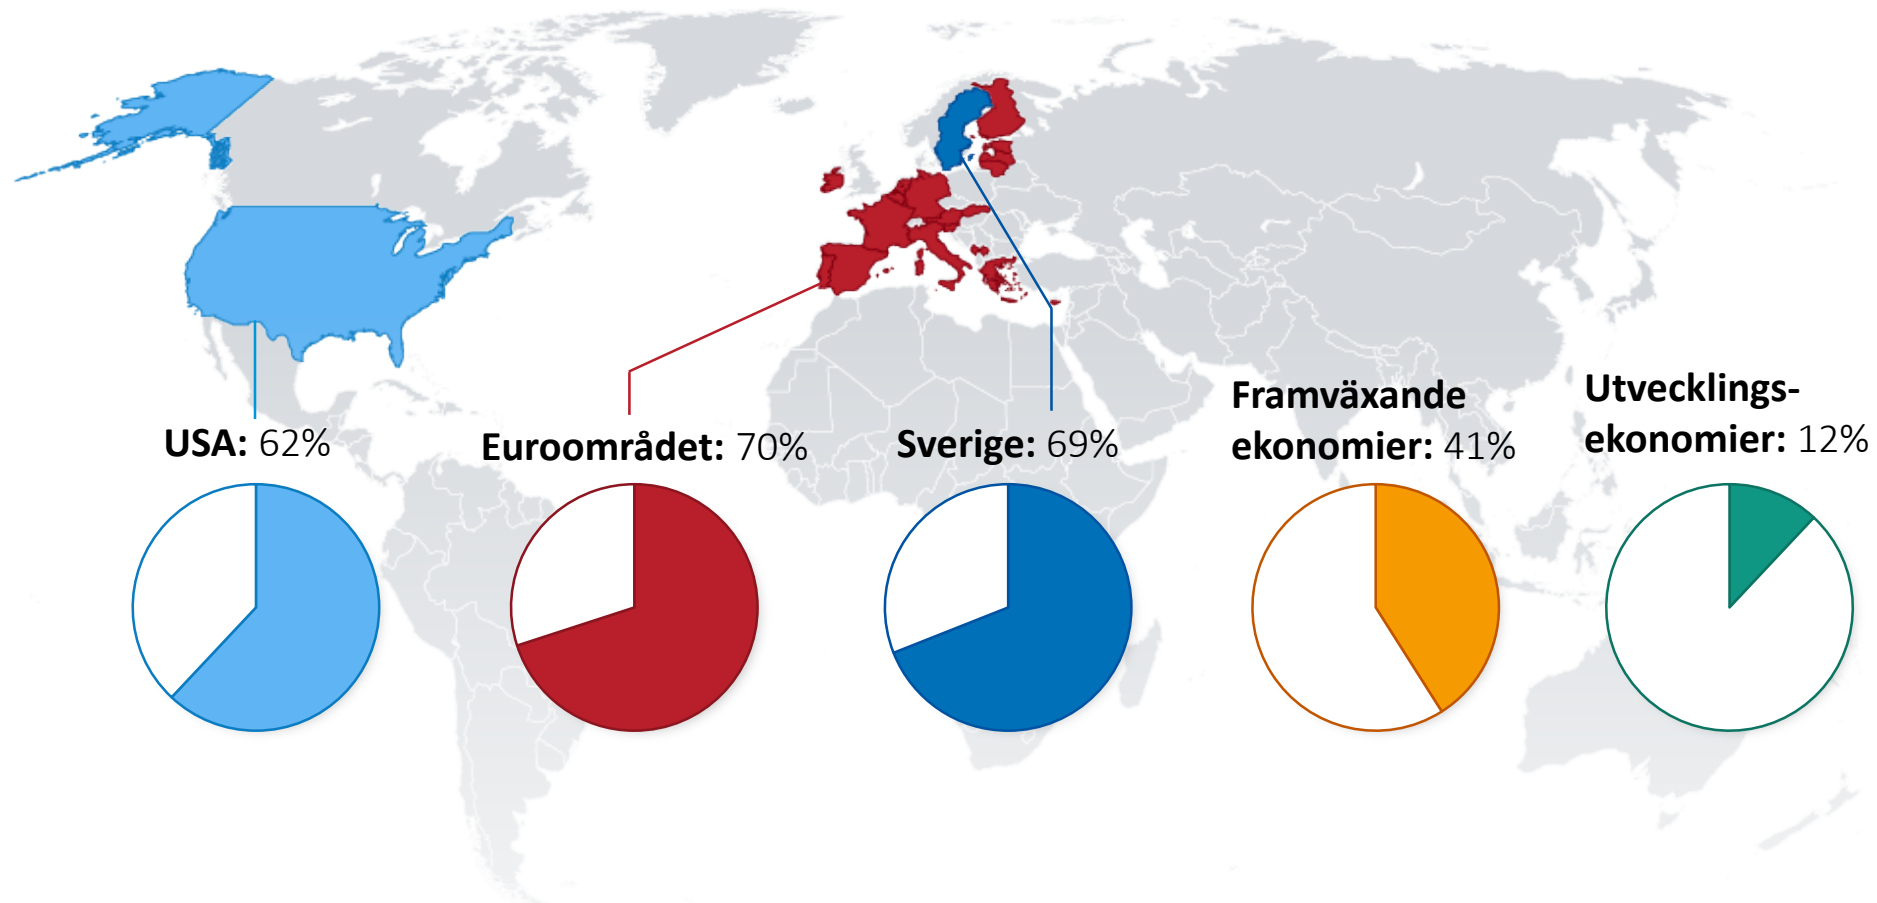 USA: 62%
Euroområdet: 70%
Sverige: 69%
Framväxande
ekonomier: 41%
Utvecklings-
ekonomier: 12%